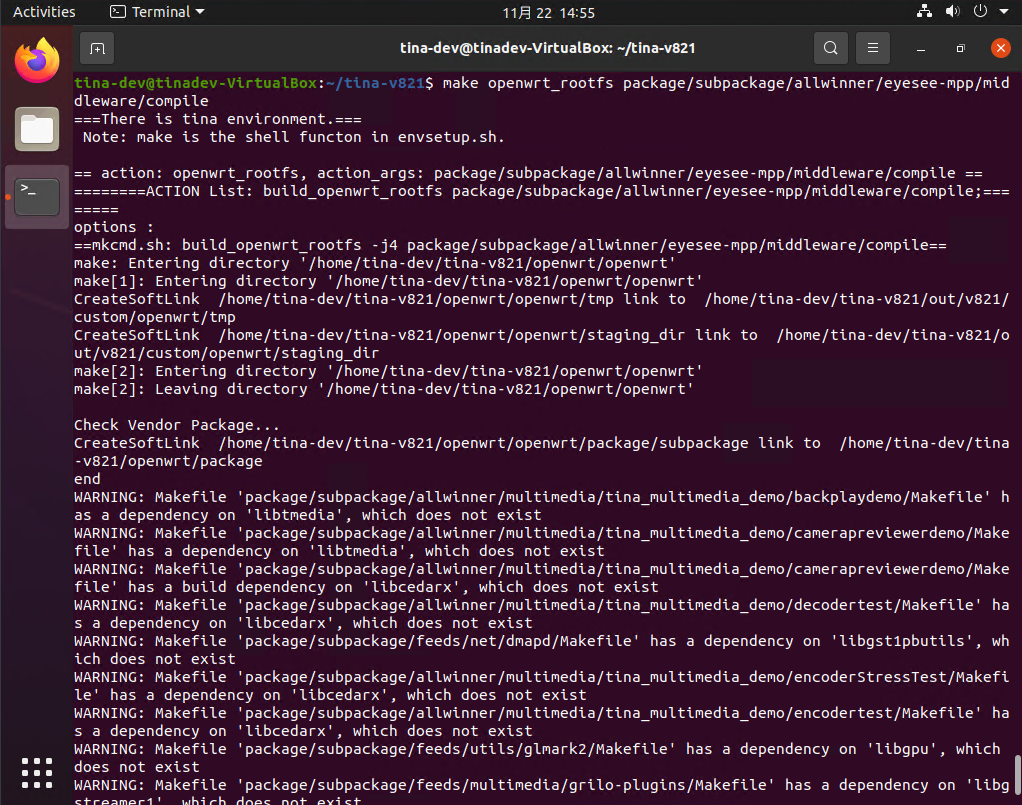 Activities
Terminal
11月 22 14:55
tina-dev@tinadev-VirtualBox: ~/tina-v821
tina-dev@tinadev-VirtualBox:~/tina-v821$ make openwrt_rootfs package/subpackage/allwinner/eyesee-mpp/mid
dleware/compile
===There is tina environment.===
 Note: make is the shell functon in envsetup.sh.
== action: openwrt_rootfs, action_args: package/subpackage/allwinner/eyesee-mpp/middleware/compile ==
========ACTION List: build_openwrt_rootfs package/subpackage/allwinner/eyesee-mpp/middleware/compile;===
=====
options :
==mkcmd.sh: build_openwrt_rootfs -j4 package/subpackage/allwinner/eyesee-mpp/middleware/compile==
make: Entering directory '/home/tina-dev/tina-v821/openwrt/openwrt'
make[1]: Entering directory '/home/tina-dev/tina-v821/openwrt/openwrt'
CreateSoftLink  /home/tina-dev/tina-v821/openwrt/openwrt/tmp link to  /home/tina-dev/tina-v821/out/v821/
custom/openwrt/tmp
CreateSoftLink  /home/tina-dev/tina-v821/openwrt/openwrt/staging_dir link to  /home/tina-dev/tina-v821/o
ut/v821/custom/openwrt/staging_dir
make[2]: Entering directory '/home/tina-dev/tina-v821/openwrt/openwrt'
make[2]: Leaving directory '/home/tina-dev/tina-v821/openwrt/openwrt'
Check Vendor Package...
CreateSoftLink  /home/tina-dev/tina-v821/openwrt/openwrt/package/subpackage link to  /home/tina-dev/tina
-v821/openwrt/package
end
WARNING: Makefile 'package/subpackage/allwinner/multimedia/tina_multimedia_demo/backplaydemo/Makefile' h
as a dependency on 'libtmedia', which does not exist
WARNING: Makefile 'package/subpackage/allwinner/multimedia/tina_multimedia_demo/camerapreviewerdemo/Make
file' has a dependency on 'libtmedia', which does not exist
WARNING: Makefile 'package/subpackage/allwinner/multimedia/tina_multimedia_demo/camerapreviewerdemo/Make
file' has a build dependency on 'libcedarx', which does not exist
WARNING: Makefile 'package/subpackage/allwinner/multimedia/tina_multimedia_demo/decodertest/Makefile' ha
s a dependency on 'libcedarx', which does not exist
WARNING: Makefile 'package/subpackage/feeds/net/dmapd/Makefile' has a dependency on 'libgst1pbutils', wh
ich does not exist
WARNING: Makefile 'package/subpackage/allwinner/multimedia/tina_multimedia_demo/encoderStressTest/Makefi
le' has a dependency on 'libcedarx', which does not exist
WARNING: Makefile 'package/subpackage/allwinner/multimedia/tina_multimedia_demo/encodertest/Makefile' ha
s a dependency on 'libcedarx', which does not exist
WARNING: Makefile 'package/subpackage/feeds/utils/glmark2/Makefile' has a dependency on 'libgpu', which
does not exist
WARNING: Makefile 'package/subpackage/feeds/multimedia/grilo-plugins/Makefile' has a dependency on 'libg
streamer1', which does not exist